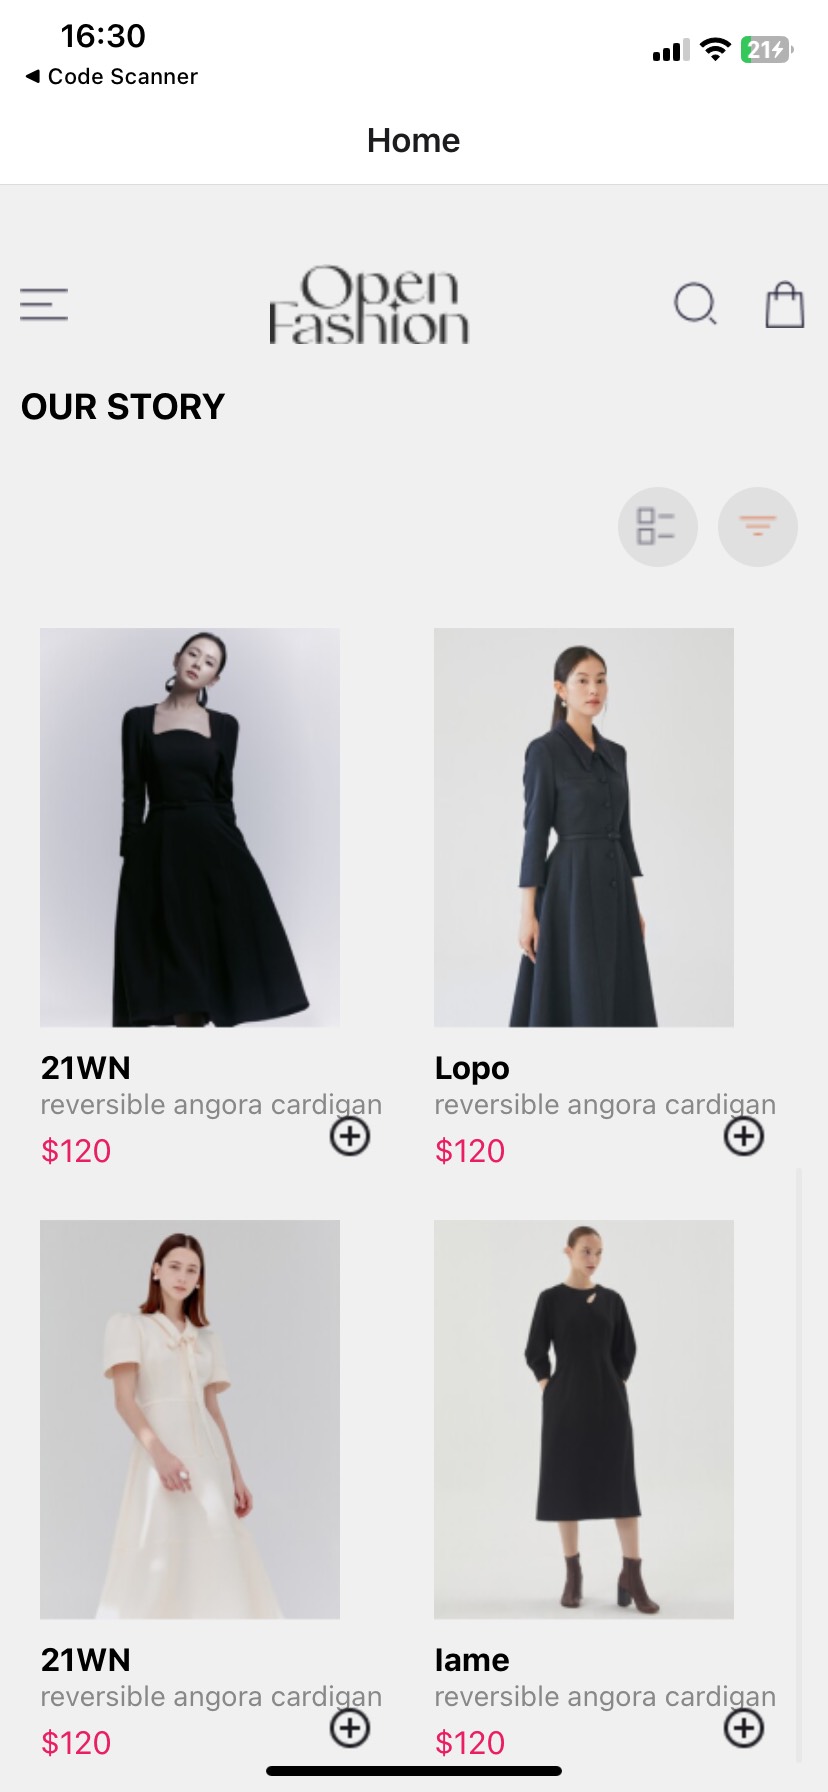 16:30
21
◀ Code Scanner
Home
Open
Fashion
OUR STORY
21WN
reversible angora cardigan
$120
Lopo
reversible angora cardigan
$120
21WN
reversible angora cardigan
$120
lame
reversible angora cardigan
$120